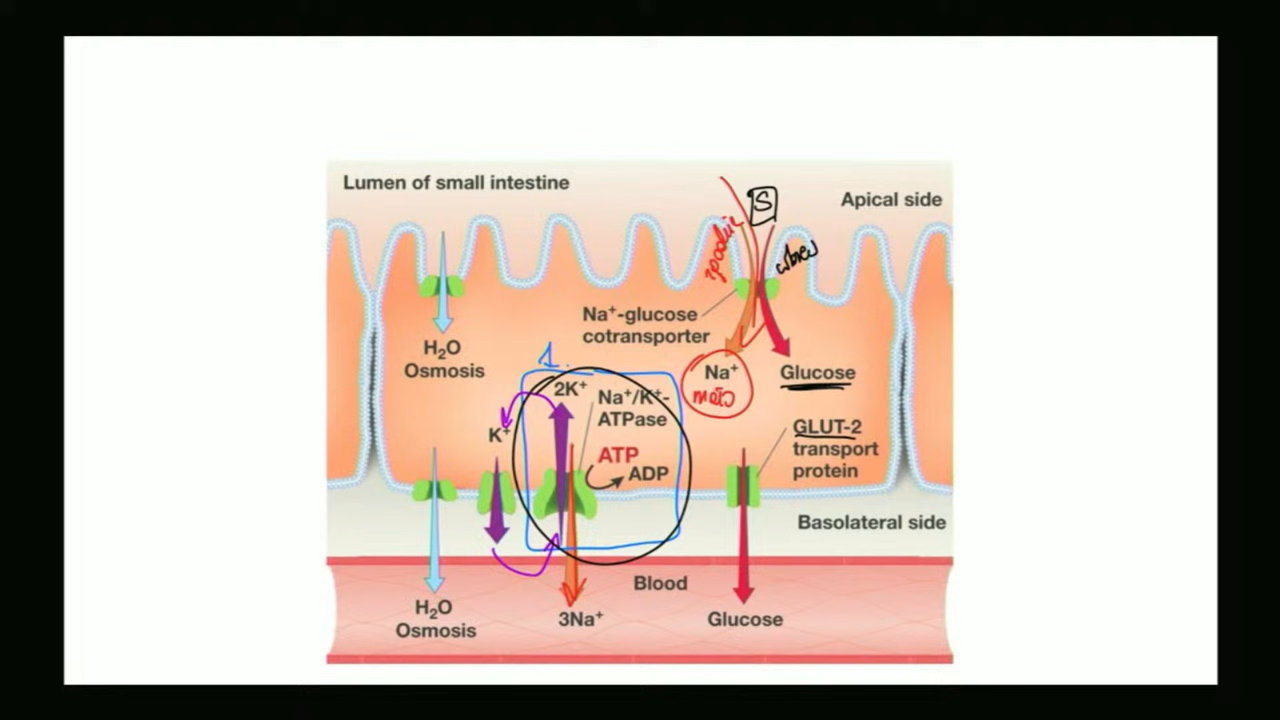 Lumen of small intestine
Apical side
S
Na⁺-glucose
cotransporter
H₂O
Osmosis
Na⁺
Glucose
1.
2K⁺
Na⁺/K⁺-
ATPase
K⁺
GLUT-2
transport
protein
ATP
ADP
Basolateral side
Blood
H₂O
Osmosis
3Na⁺
Glucose